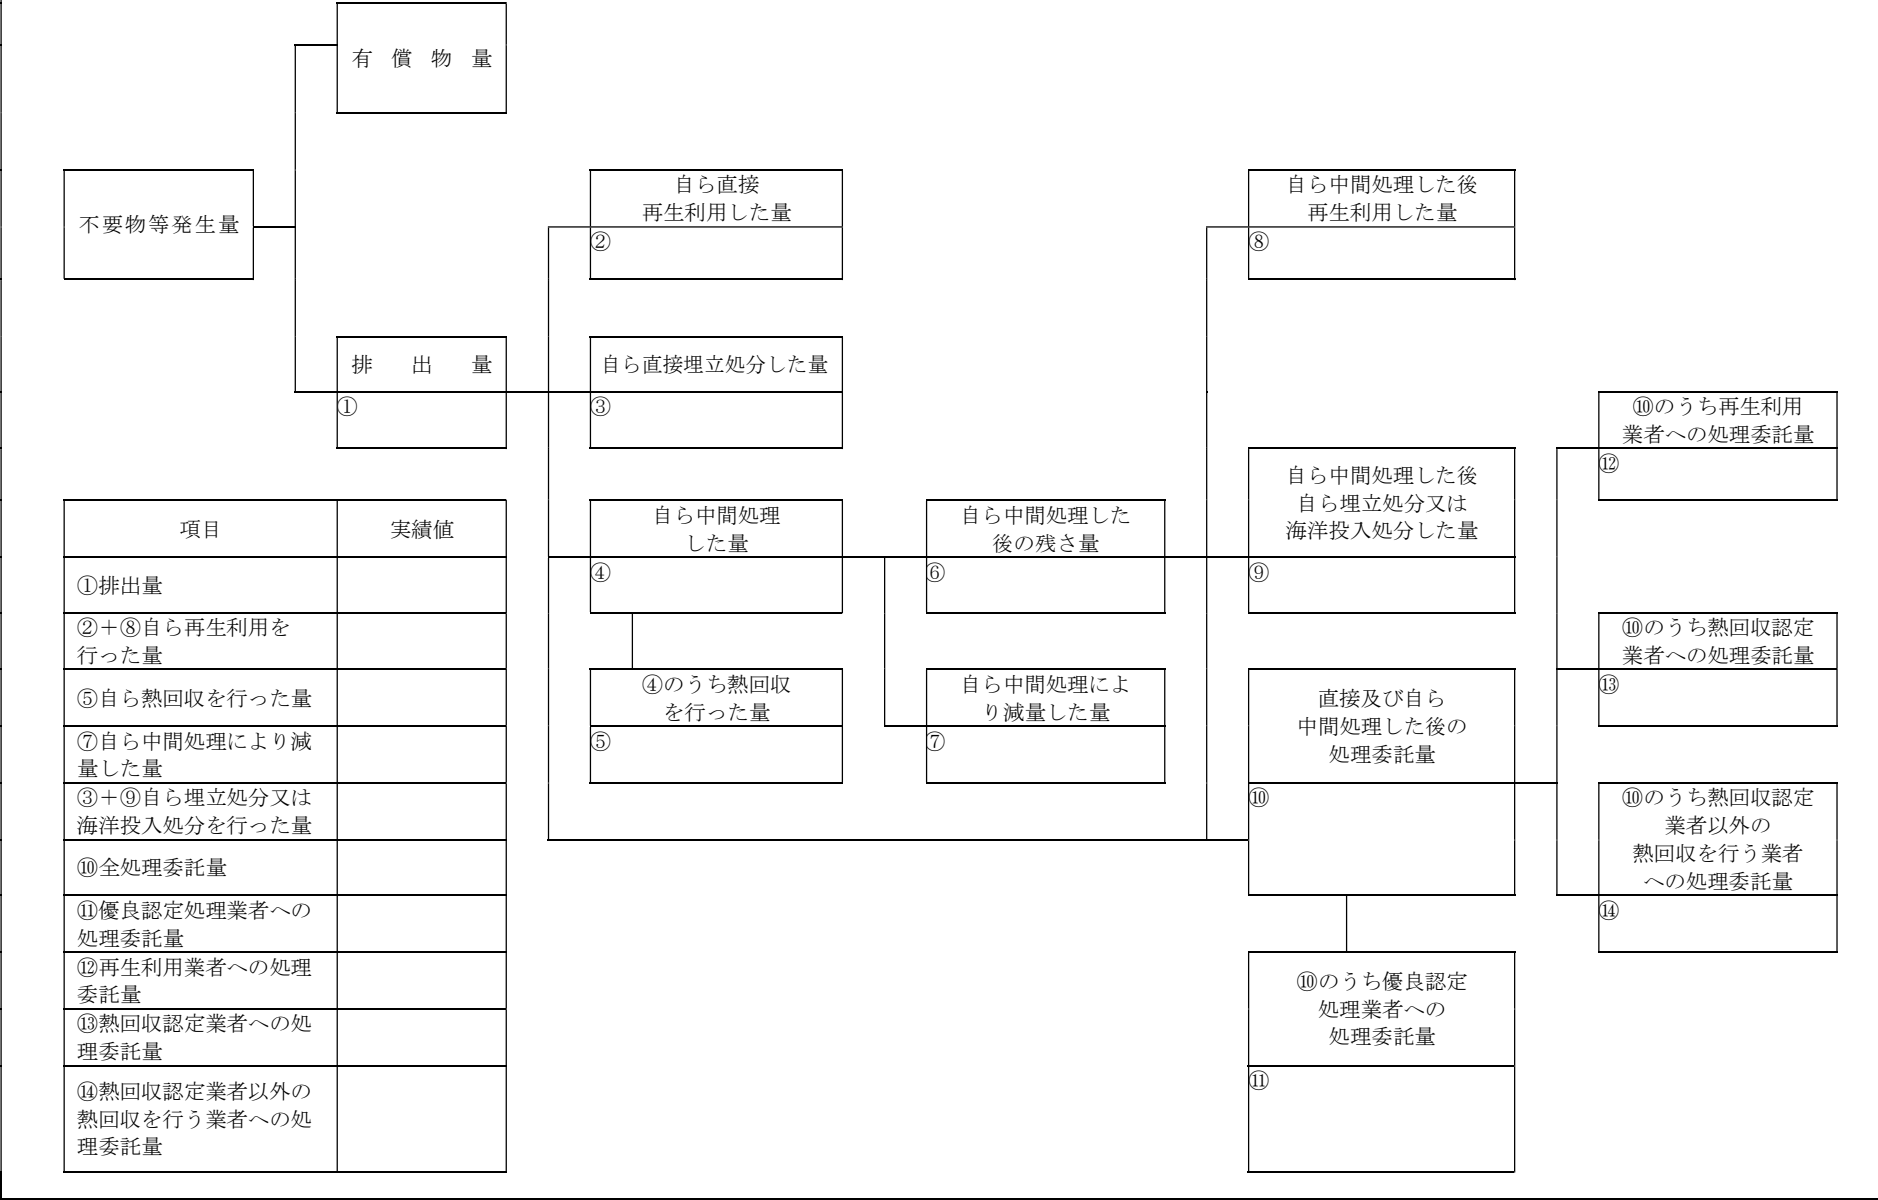 有償物量
不要物等発生量
排出量
①
自ら直接
再生利用した量
②
自ら直接埋立処分した量
③
自ら中間処理
した量
④
④のうち熱回収
を行った量
⑤
自ら中間処理した
後の残さ量
⑥
自ら中間処理によ
り減量した量
⑦
自ら中間処理した後
再生利用した量
⑧
自ら中間処理した後
自ら埋立処分又は
海洋投入処分した量
⑨
直接及び自ら
中間処理した後の
処理委託量
⑩
⑩のうち優良認定
処理業者への
処理委託量
⑪
⑩のうち再生利用
業者への処理委託量
⑫
⑩のうち熱回収認定
業者への処理委託量
⑬
⑩のうち熱回収認定
業者以外の
熱回収を行う業者
への処理委託量
⑭
項目 実績値
①排出量
②+⑧自ら再生利用を
行った量
⑤自ら熱回収を行った量
⑦自ら中間処理により減
量した量
③+⑨自ら埋立処分又は
海洋投入処分を行った量
⑩全処理委託量
⑪優良認定処理業者への
処理委託量
⑫再生利用業者への処理
委託量
⑬熱回収認定業者への処
理委託量
⑭熱回収認定業者以外の
熱回収を行う業者への処
理委託量